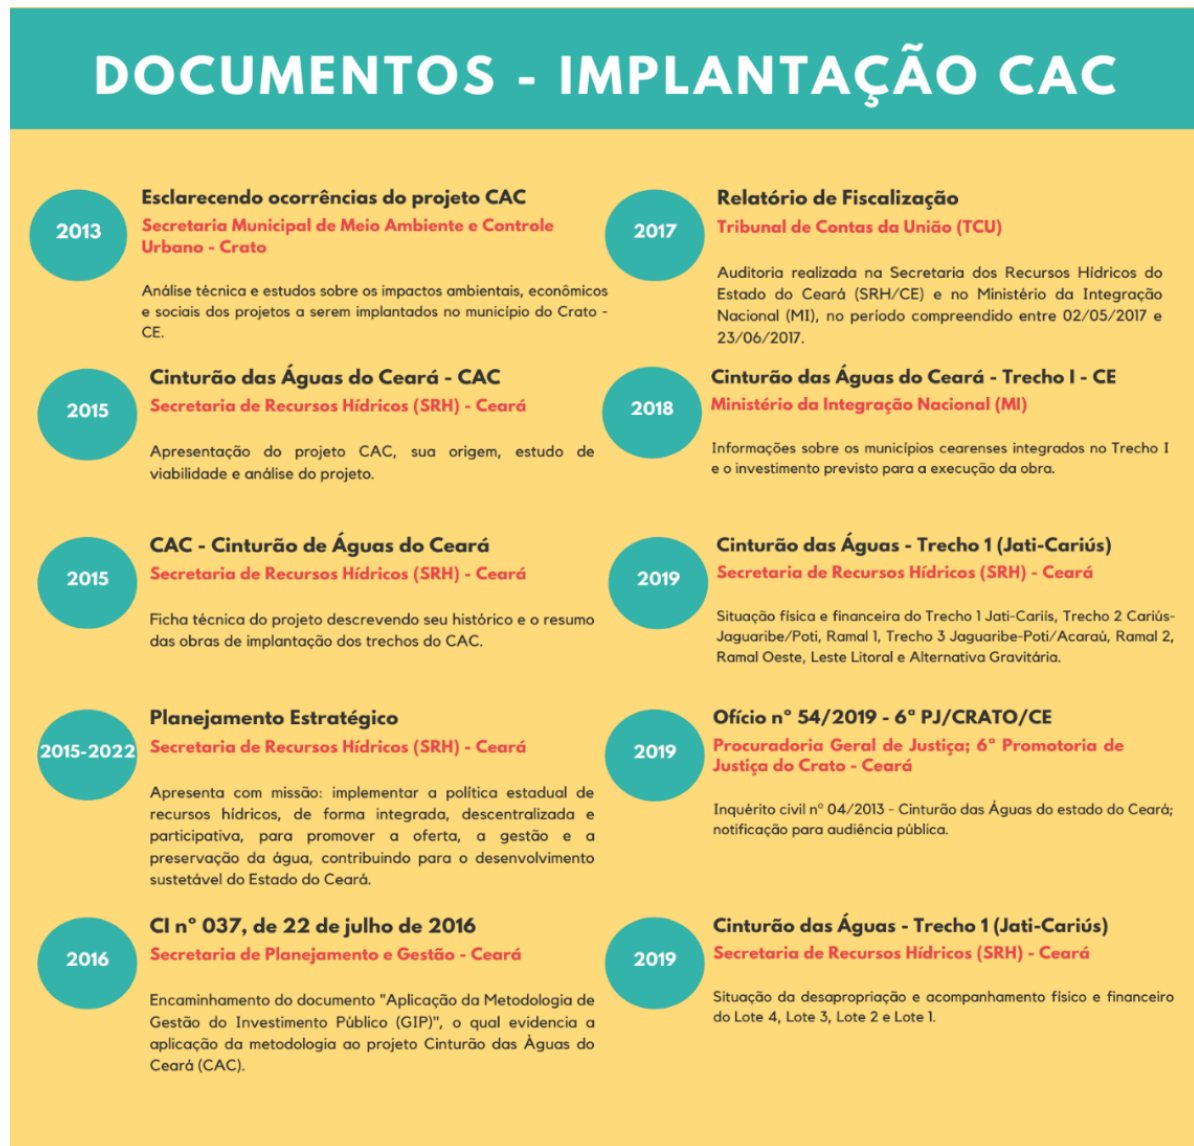 DOCUMENTOS - IMPLANTAÇÃO CAC
2013
Esclarecendo ocorrências do projeto CAC
Secretaria Municipal de Meio Ambiente e Controle
Urbano - Crato
Análise técnica e estudos sobre os impactos ambientais, econômicos
e sociais dos projetos a serem implantados no município do Crato -
CE.
2015
Cinturão das Águas do Ceará - CAC
Secretaria de Recursos Hídricos (SRH) - Ceará
Apresentação do projeto CAC, sua origem, estudo de
viabilidade e análise do projeto.
2015
CAC - Cinturão de Águas do Ceará
Secretaria de Recursos Hídricos (SRH) - Ceará
Ficha técnica do projeto descrevendo seu histórico e o resumo
das obras de implantação dos trechos do CAC.
2015-2022
Planejamento Estratégico
Secretaria de Recursos Hídricos (SRH) - Ceará
Apresenta com missão: implementar a política estadual de
recursos hídricos, de forma integrada, descentralizada e
participativa, para promover a oferta, a gestão e a
preservação da água, contribuindo para o desenvolvimento
sustetável do Estado do Ceará.
2016
CI nº 037, de 22 de julho de 2016
Secretaria de Planejamento e Gestão - Ceará
Encaminhamento do documento "Aplicação da Metodologia de
Gestão do Investimento Público (GIP)", o qual evidencia a
aplicação da metodologia ao projeto Cinturão das Àguas do
Ceará (CAC).
2017
Relatório de Fiscalização
Tribunal de Contas da União (TCU)
Auditoria realizada na Secretaria dos Recursos Hídricos do
Estado do Ceará (SRH/CE) e no Ministério da Integração
Nacional (MI), no período compreendido entre 02/05/2017 e
23/06/2017.
2018
Cinturão das Águas do Ceará - Trecho I - CE
Ministério da Integração Nacional (MI)
Informações sobre os municípios cearenses integrados no Trecho I
e o investimento previsto para a execução da obra.
2019
Cinturão das Águas - Trecho 1 (Jati-Cariús)
Secretaria de Recursos Hídricos (SRH) - Ceará
Situação física e financeira do Trecho 1 Jati-Cariís, Trecho 2 Cariús-
Jaguaribe/Poti, Ramal 1, Trecho 3 Jaguaribe-Poti/Acaraú, Ramal 2,
Ramal Oeste, Leste Litoral e Alternativa Gravitária.
2019
Ofício nº 54/2019 - 6ª PJ/CRATO/CE
Procuradoria Geral de Justiça; 6ª Promotoria de
Justiça do Crato - Ceará
Inquérito civil nº 04/2013 - Cinturão das Águas do estado do Ceará;
notificação para audiência pública.
2019
Cinturão das Águas - Trecho 1 (Jati-Cariús)
Secretaria de Recursos Hídricos (SRH) - Ceará
Situação da desapropriação e acompanhamento físico e financeiro
do Lote 4, Lote 3, Lote 2 e Lote 1.